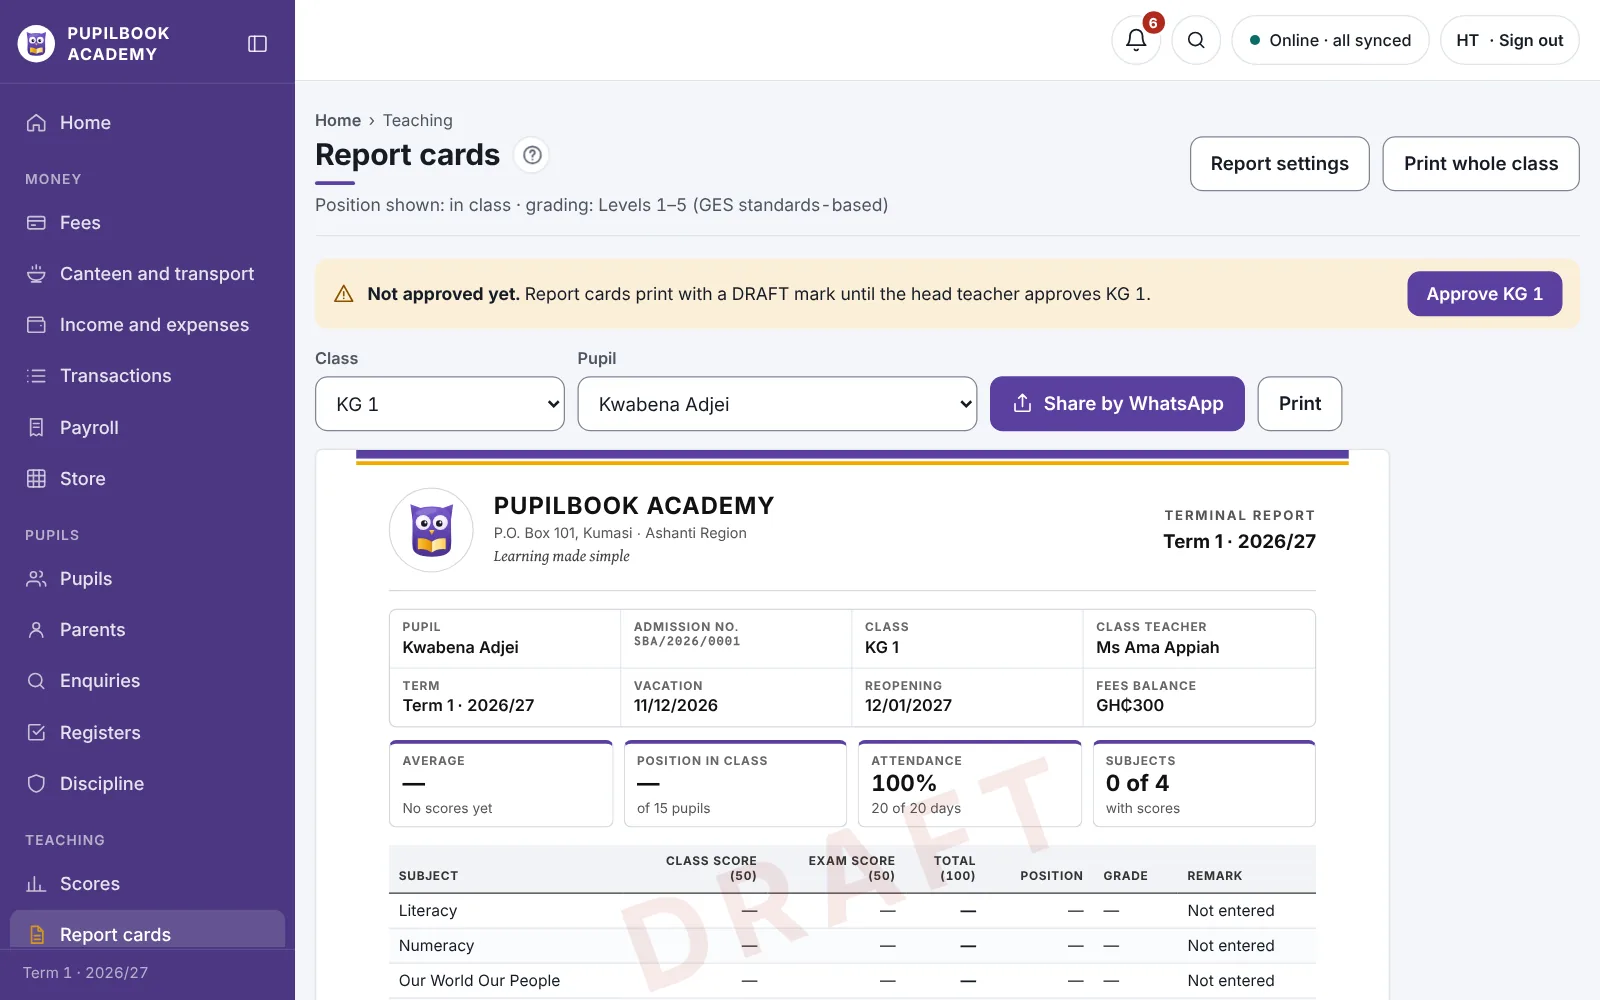 PUPILBOOK
ACADEMY
Home
MONEY
Fees
Canteen and transport
Income and expenses
Transactions
Payroll
Store
PUPILS
Pupils
Parents
Enquiries
Registers
Discipline
TEACHING
Scores
Report cards
Term 1 · 2026/27
6
Online · all synced
HT · Sign out
Home › Teaching
Report cards
Position shown: in class · grading: Levels 1–5 (GES standards-based)
Report settings
Print whole class
Not approved yet. Report cards print with a DRAFT mark until the head teacher approves KG 1.
Approve KG 1
Class
Pupil
KG 1
Kwabena Adjei
Share by WhatsApp
Print
PUPILBOOK ACADEMY
P.O. Box 101, Kumasi · Ashanti Region
Learning made simple
TERMINAL REPORT
Term 1 · 2026/27
PUPIL
Kwabena Adjei
ADMISSION NO.
SBA/2026/0001
CLASS
KG 1
CLASS TEACHER
Ms Ama Appiah
TERM
Term 1 · 2026/27
VACATION
11/12/2026
REOPENING
12/01/2027
FEES BALANCE
GH₵300
AVERAGE
—
No scores yet
POSITION IN CLASS
—
of 15 pupils
ATTENDANCE
100%
20 of 20 days
SUBJECTS
0 of 4
with scores
SUBJECT CLASS SCORE (50) EXAM SCORE (50) TOTAL (100) POSITION GRADE REMARK
Literacy — — — — — Not entered
Numeracy — — — — — Not entered
Our World Our People — — — — — Not entered
DRAFT